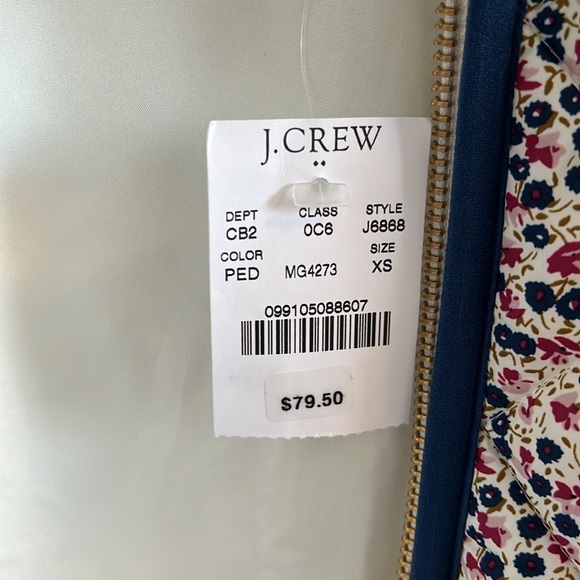 J.CREW
DEPT CLASS STYLE
CB2 0C6 J6868
COLOR SIZE
PED MG4273 XS
099105088607
$79.50